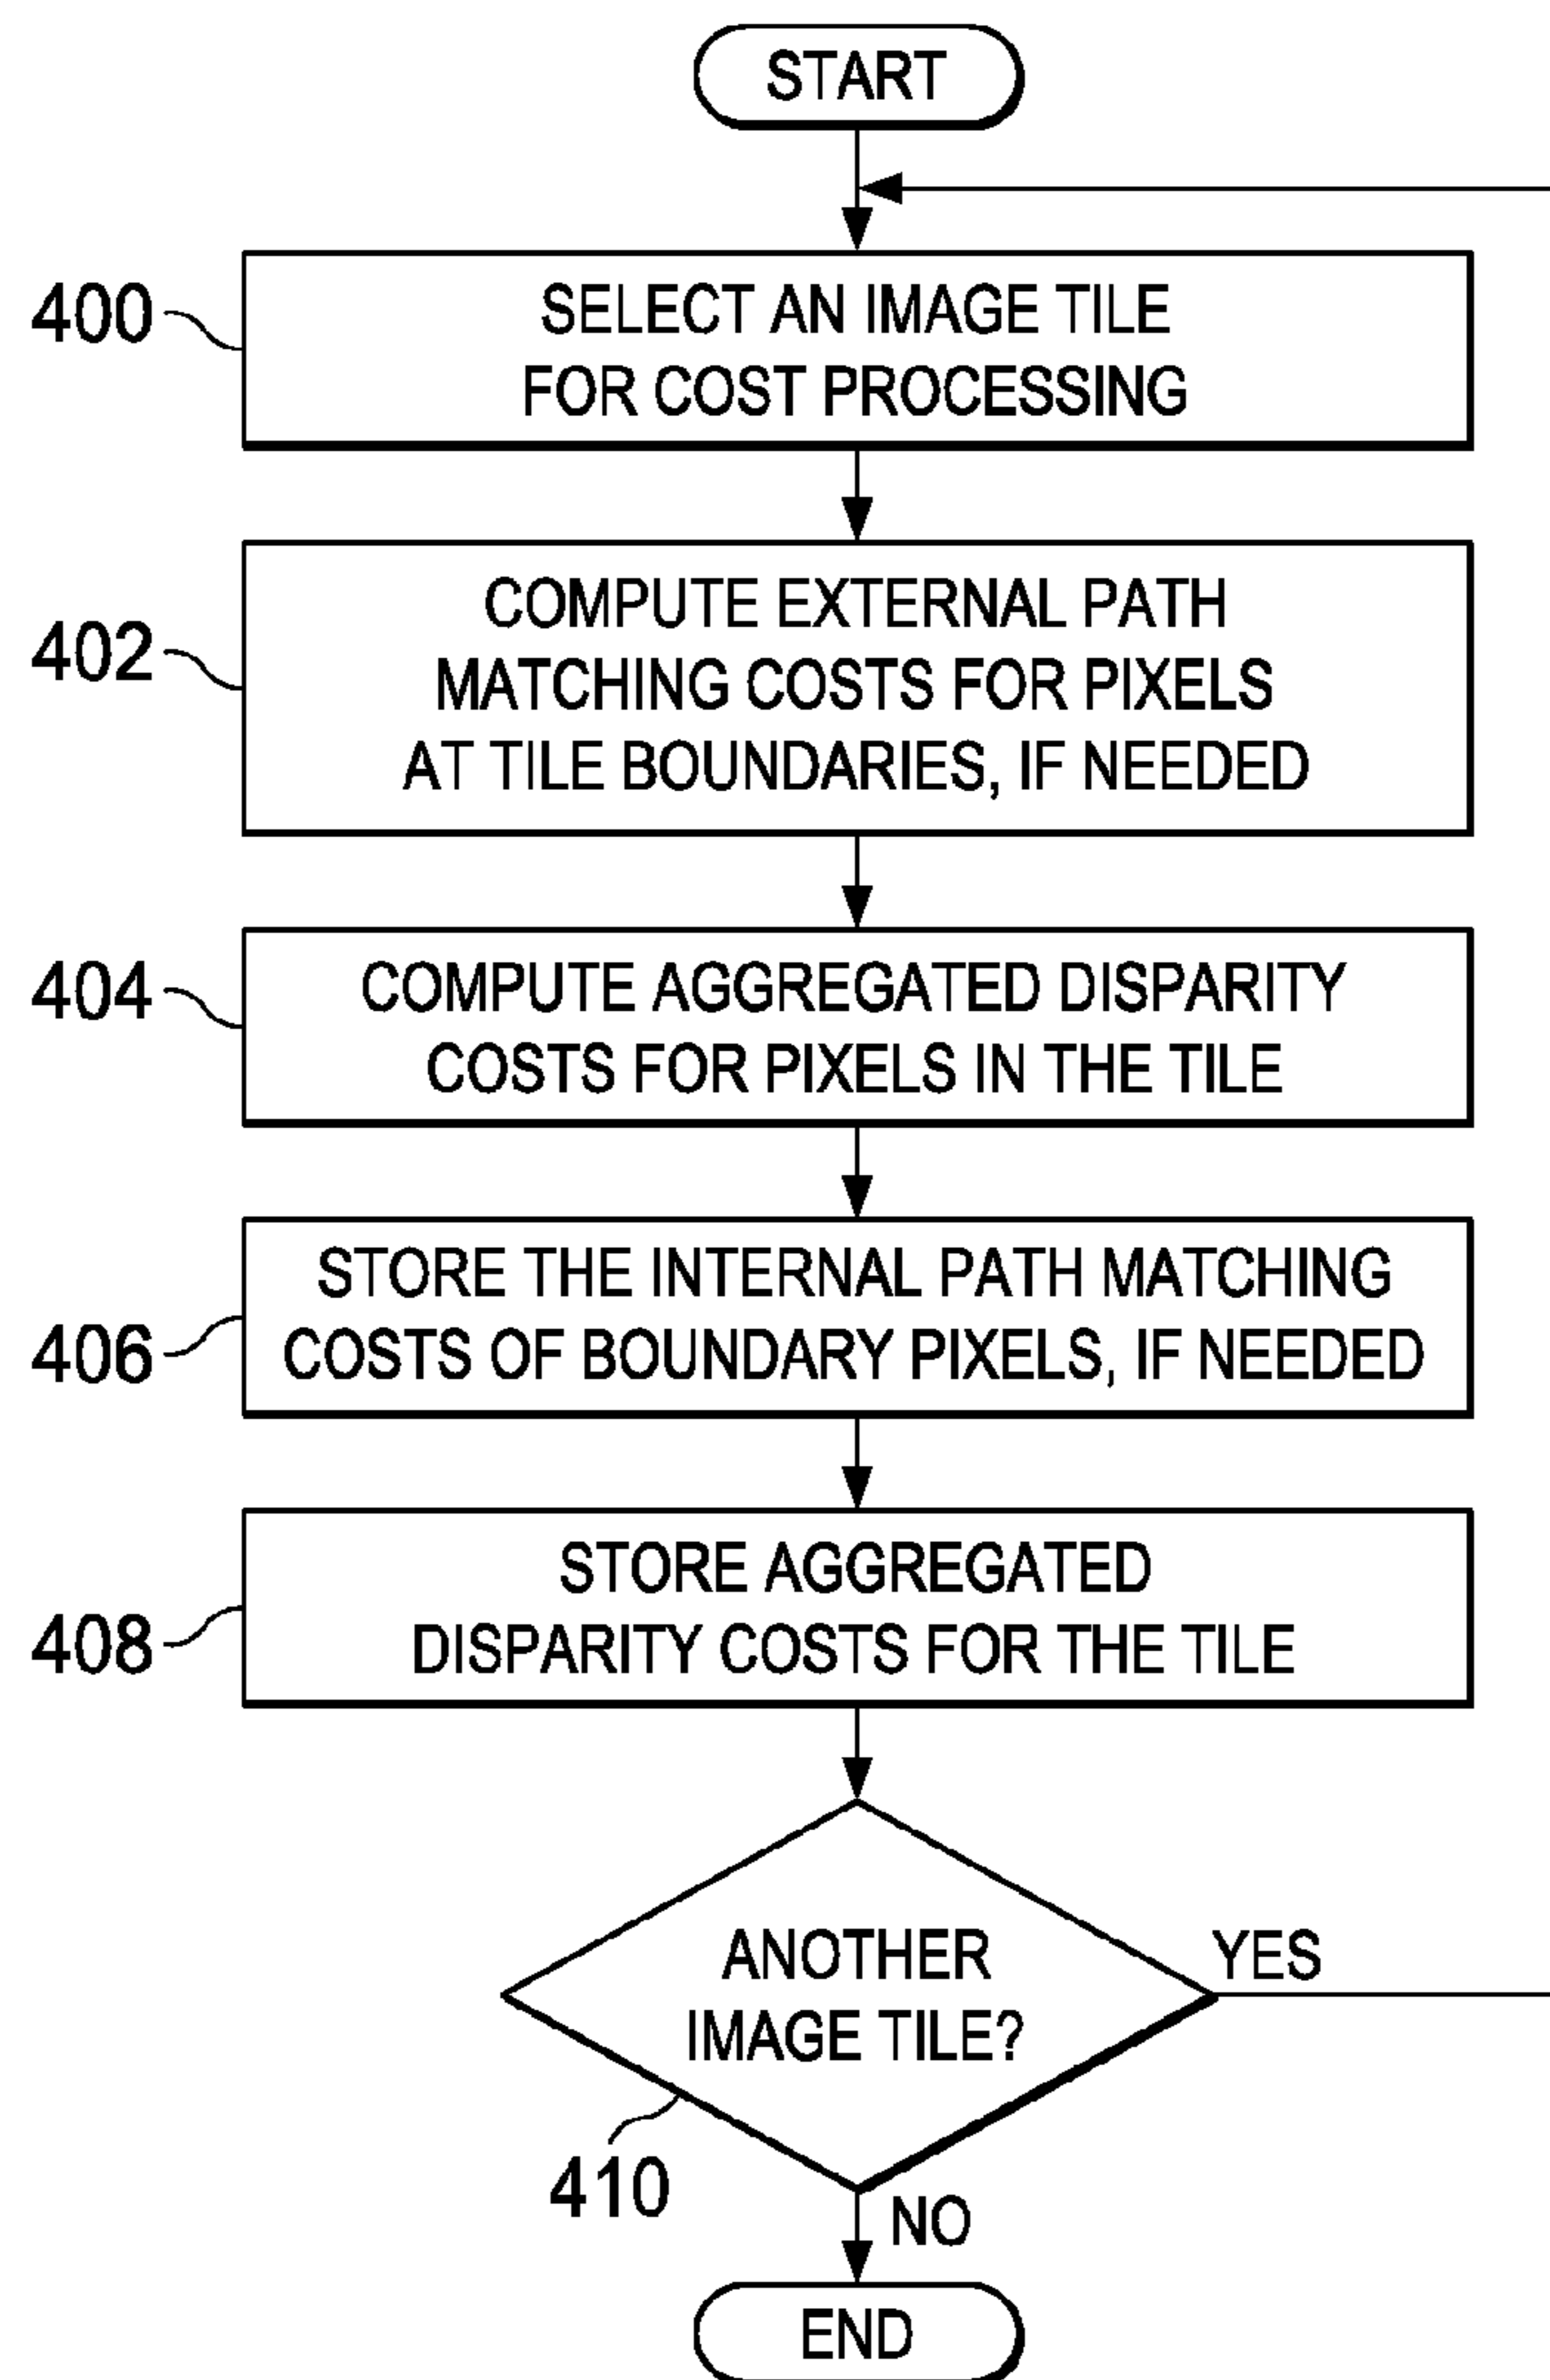 START
400
SELECT AN IMAGE TILE
FOR COST PROCESSING
402
COMPUTE EXTERNAL PATH
MATCHING COSTS FOR PIXELS
AT TILE BOUNDARIES, IF NEEDED
404
COMPUTE AGGREGATED DISPARITY
COSTS FOR PIXELS IN THE TILE
406
STORE THE INTERNAL PATH MATCHING
COSTS OF BOUNDARY PIXELS, IF NEEDED
408
STORE AGGREGATED
DISPARITY COSTS FOR THE TILE
ANOTHER
IMAGE TILE?
YES
410
NO
END